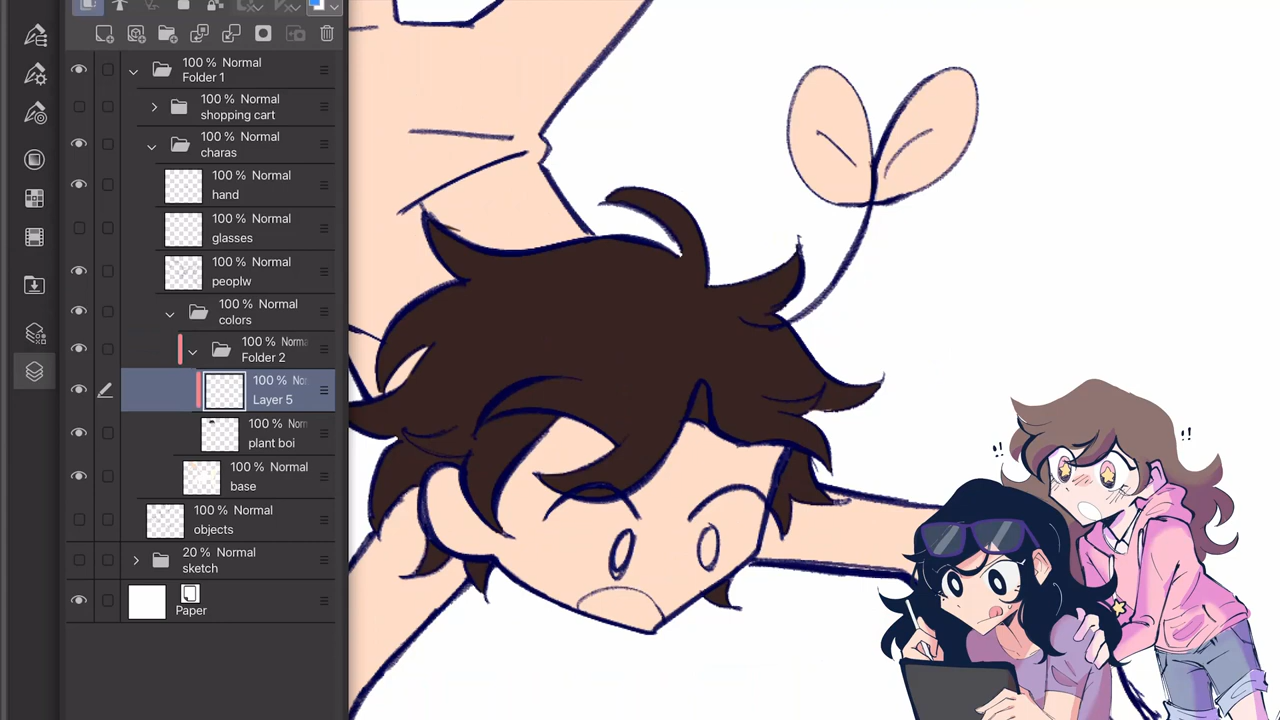 100 % Normal
Folder 1
100 % Normal
shopping cart
100 % Normal
charas
100 % Normal
hand
100 % Normal
glasses
100 % Normal
peoplw
100 % Normal
colors
100 % Norma
Folder 2
100 % No
Layer 5
100 % Norm
plant boi
100 % Normal
base
100 % Normal
objects
20 % Normal
sketch
Paper
!!
!!